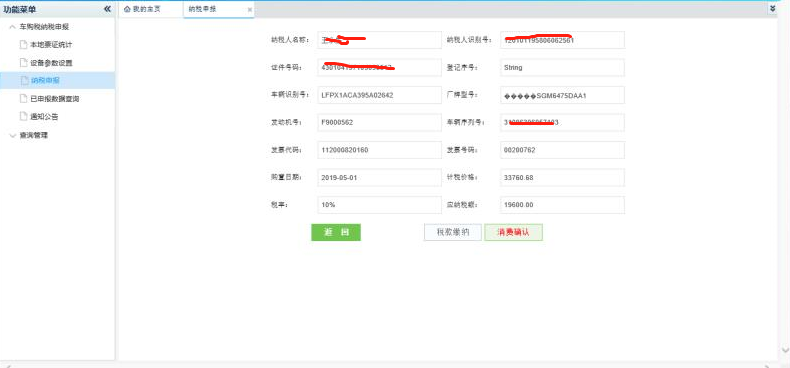 功能菜单
我的主页
纳税申报
车购税纳税申报
本地票证统计
设备参数设置
纳税申报
已申报数据查询
通知公告
查询管理
纳税人名称:
纳税人识别号:
证件号码:
登记序号: String
车辆识别号: LFPX1ACA395A02642
厂牌型号: �����SGM6475DAA1
发动机号: F9000562
车辆序列号:
发票代码: 112000820160
发票号码: 00200762
购置日期: 2019-05-01
计税价格: 33760.68
税率: 10%
应纳税额: 19600.00
返 回
税款缴纳
消费确认